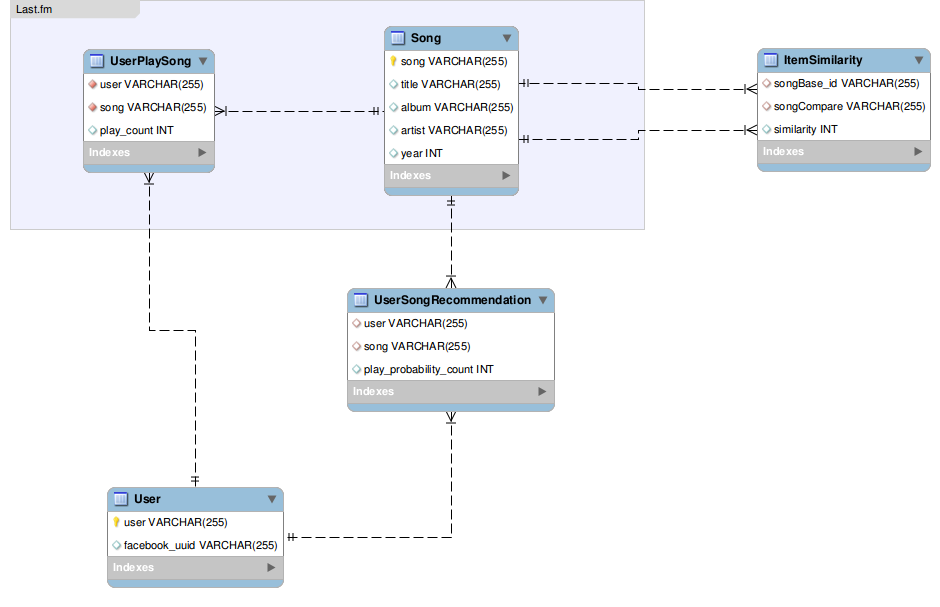 Last.fm
UserPlaySong
user VARCHAR(255)
song VARCHAR(255)
play_count INT
Indexes
Song
song VARCHAR(255)
title VARCHAR(255)
album VARCHAR(255)
artist VARCHAR(255)
year INT
Indexes
ItemSimilarity
songBase_id VARCHAR(255)
songCompare VARCHAR(255)
similarity INT
Indexes
UserSongRecommendation
user VARCHAR(255)
song VARCHAR(255)
play_probability_count INT
Indexes
User
user VARCHAR(255)
facebook_uuid VARCHAR(255)
Indexes